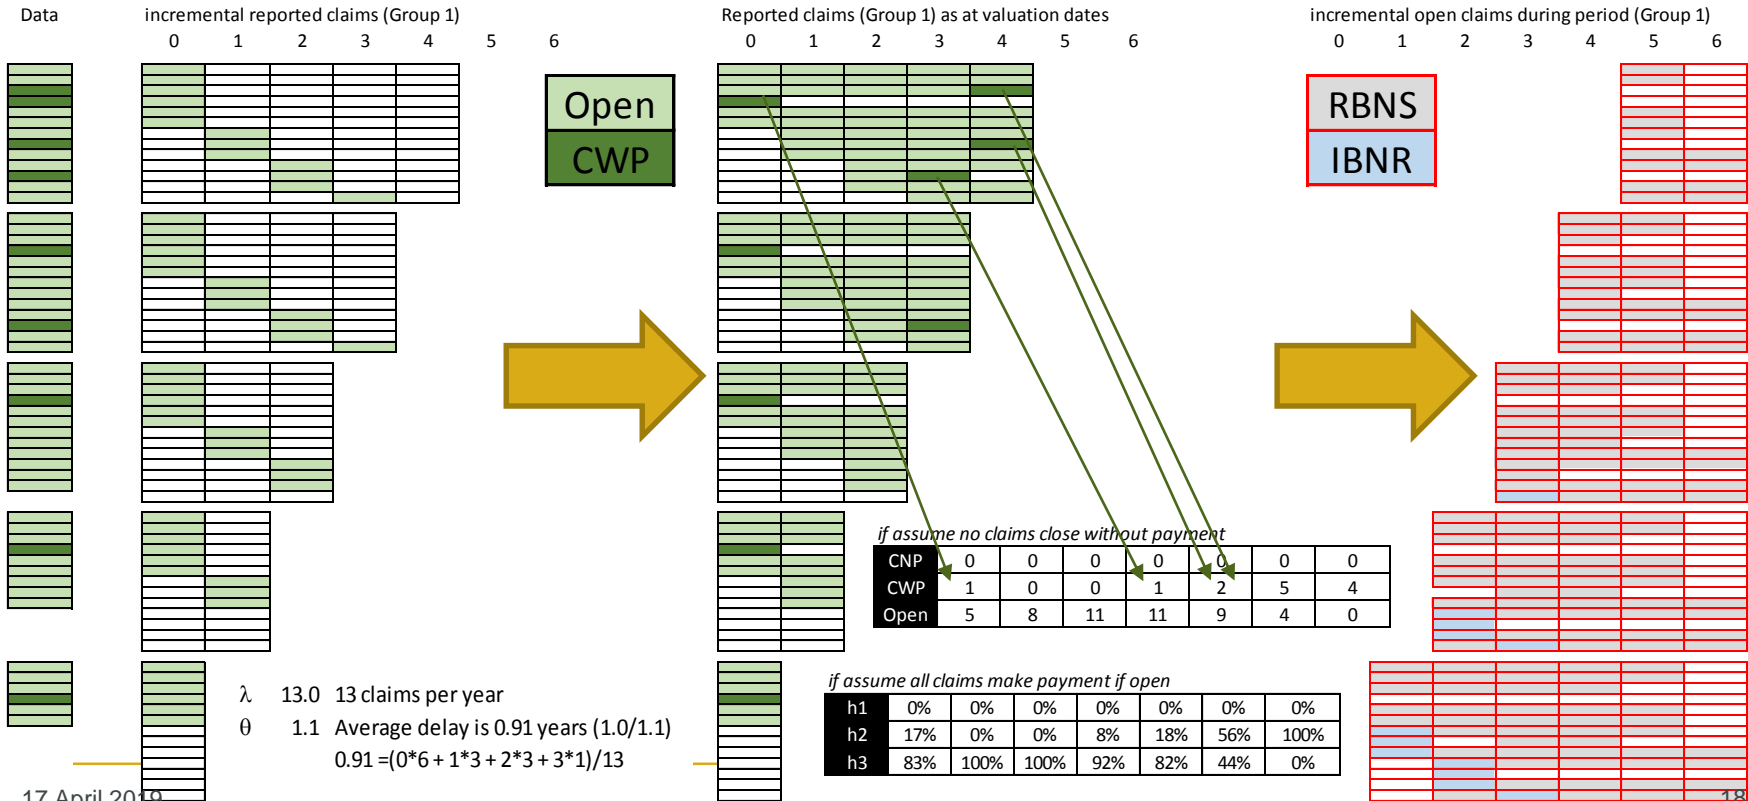 Data
incremental reported claims (Group 1)
Reported claims (Group 1) as at valuation dates
incremental open claims during period (Group 1)
0 1 2 3 4 5 6
0 1 2 3 4 5 6
0 1 2 3 4 5 6
Open
CWP
RBNS
IBNR
if assume no claims close without payment
CNP 0 0 0 0 0 0 0
CWP 1 0 0 1 2 5 4
Open 5 8 11 11 9 4 0
λ 13.0 13 claims per year
θ 1.1 Average delay is 0.91 years (1.0/1.1)
0.91 =(0*6 + 1*3 + 2*3 + 3*1)/13
if assume all claims make payment if open
h1 0% 0% 0% 0% 0% 0% 0%
h2 17% 0% 0% 8% 18% 56% 100%
h3 83% 100% 100% 92% 82% 44% 0%
17 April 2019
18